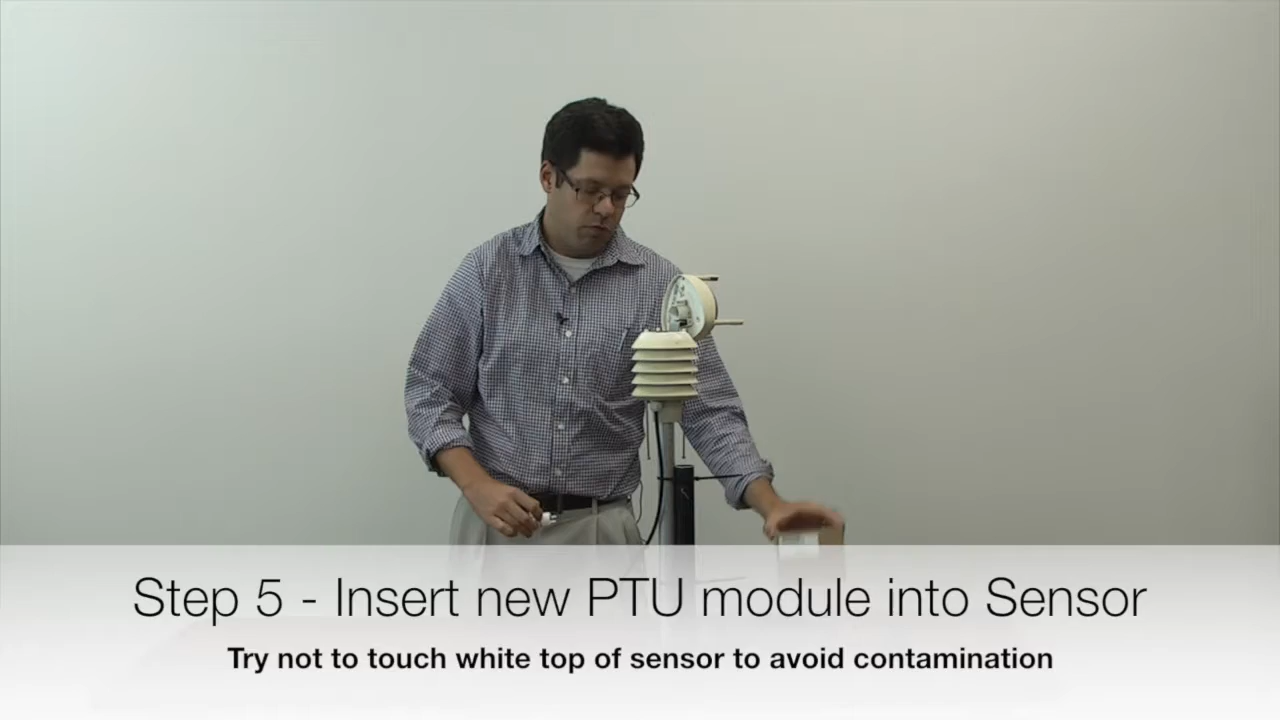 Step 5 - Insert new PTU module into Sensor
Try not to touch white top of sensor to avoid contamination